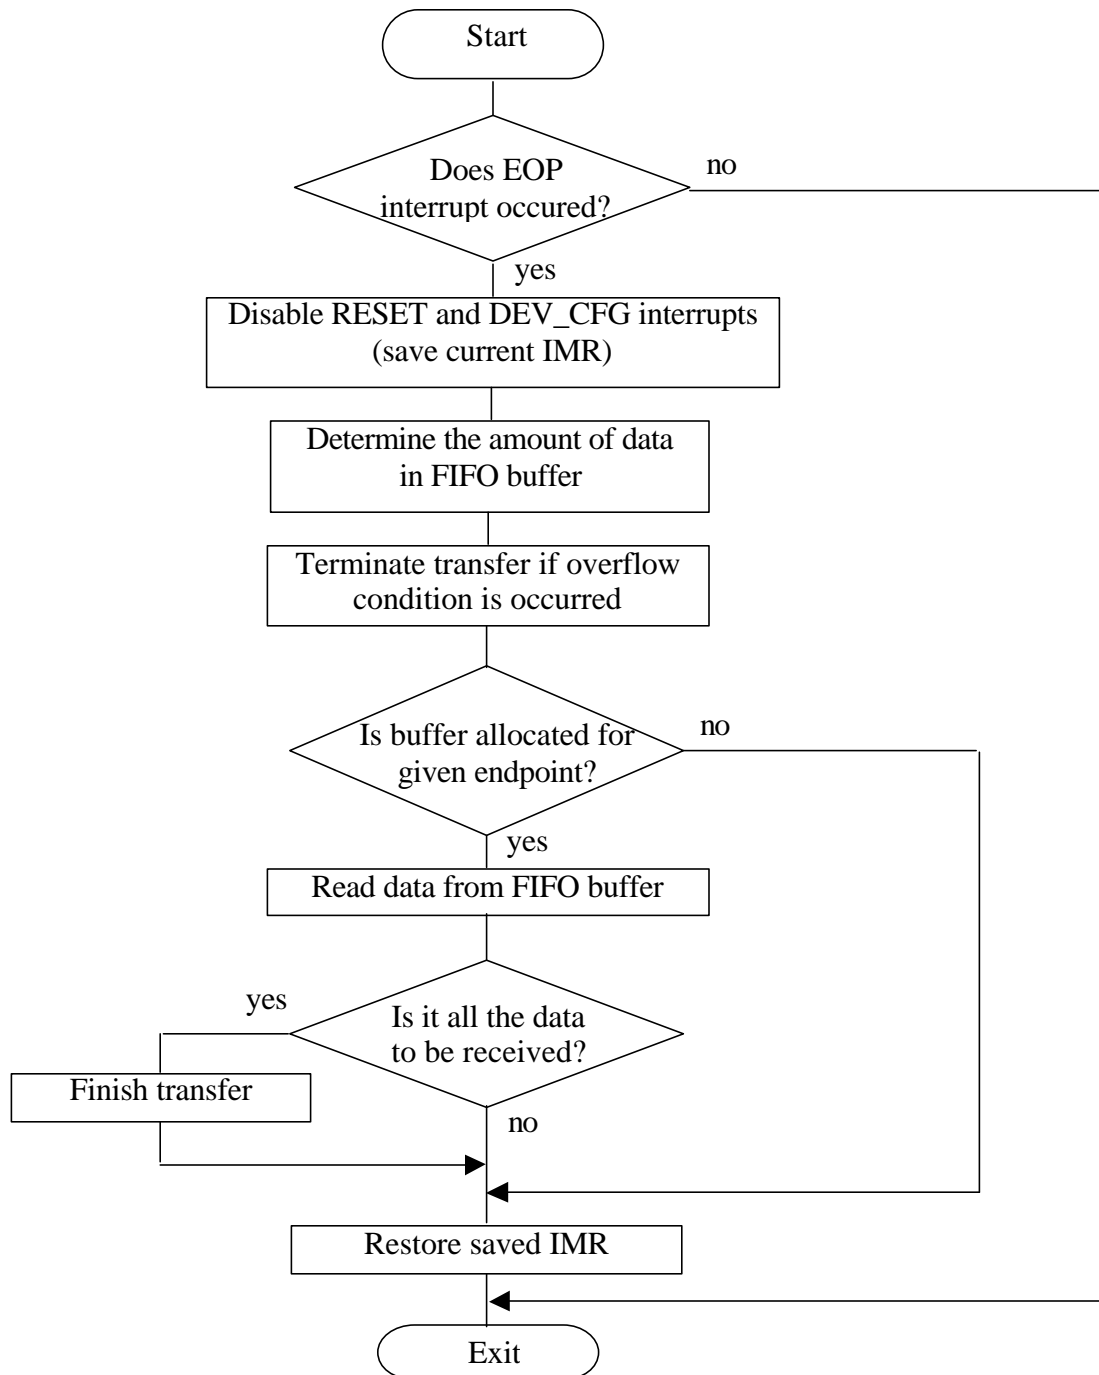 Start
Does EOP
interrupt occured?
no
yes
Disable RESET and DEV_CFG interrupts
(save current IMR)
Determine the amount of data
in FIFO buffer
Terminate transfer if overflow
condition is occurred
Is buffer allocated for
given endpoint?
no
yes
Read data from FIFO buffer
yes
Is it all the data
to be received?
Finish transfer
no
Restore saved IMR
Exit